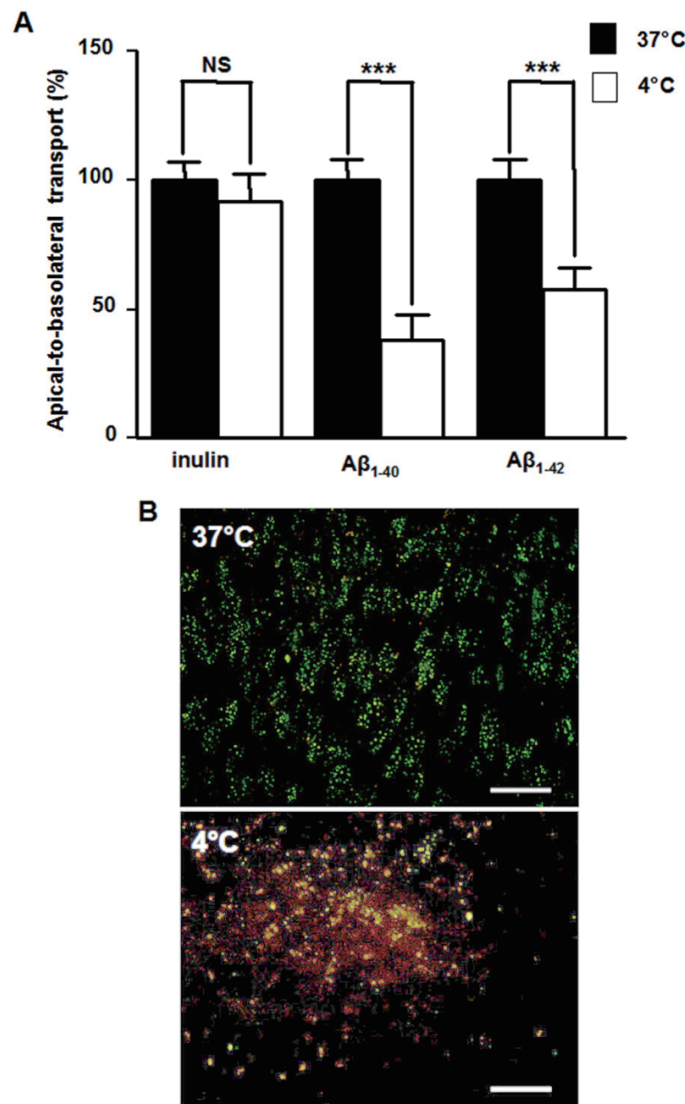 A
150
100
50
0
Apical-to-basolateral transport (%)
NS
***
***
37°C
4°C
inulin
Aβ1-40
Aβ1-42
B
37°C
4°C